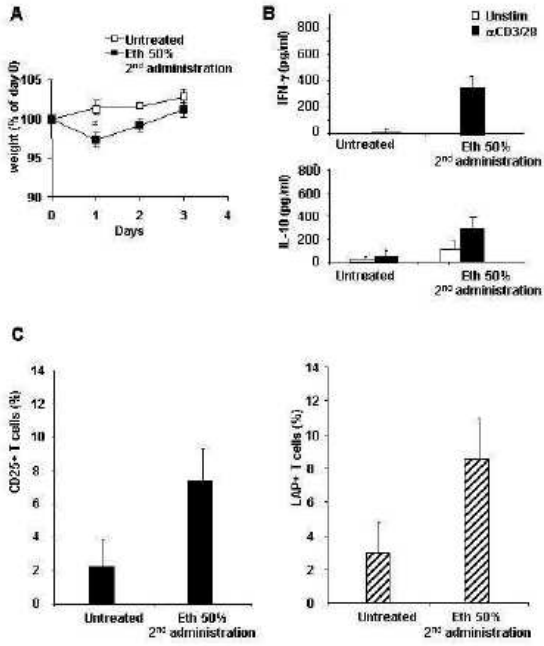 A
Untreated
Eth 50%
2nd administration
weight (% of day 0)
105
100
95
90
0 1 2 3 4
Days
B
Unstim
αCD3/28
IFN-γ (pg/ml)
800
600
400
200
0
Untreated Eth 50%
2nd administration
IL-10 (pg/ml)
800
600
400
200
0
Untreated Eth 50%
2nd administration
C
CD25+ T cells (%)
14
12
10
8
6
4
2
0
Untreated Eth 50%
2nd administration
LAP+ T cells (%)
14
12
10
8
6
4
2
0
Untreated Eth 50%
2nd administration